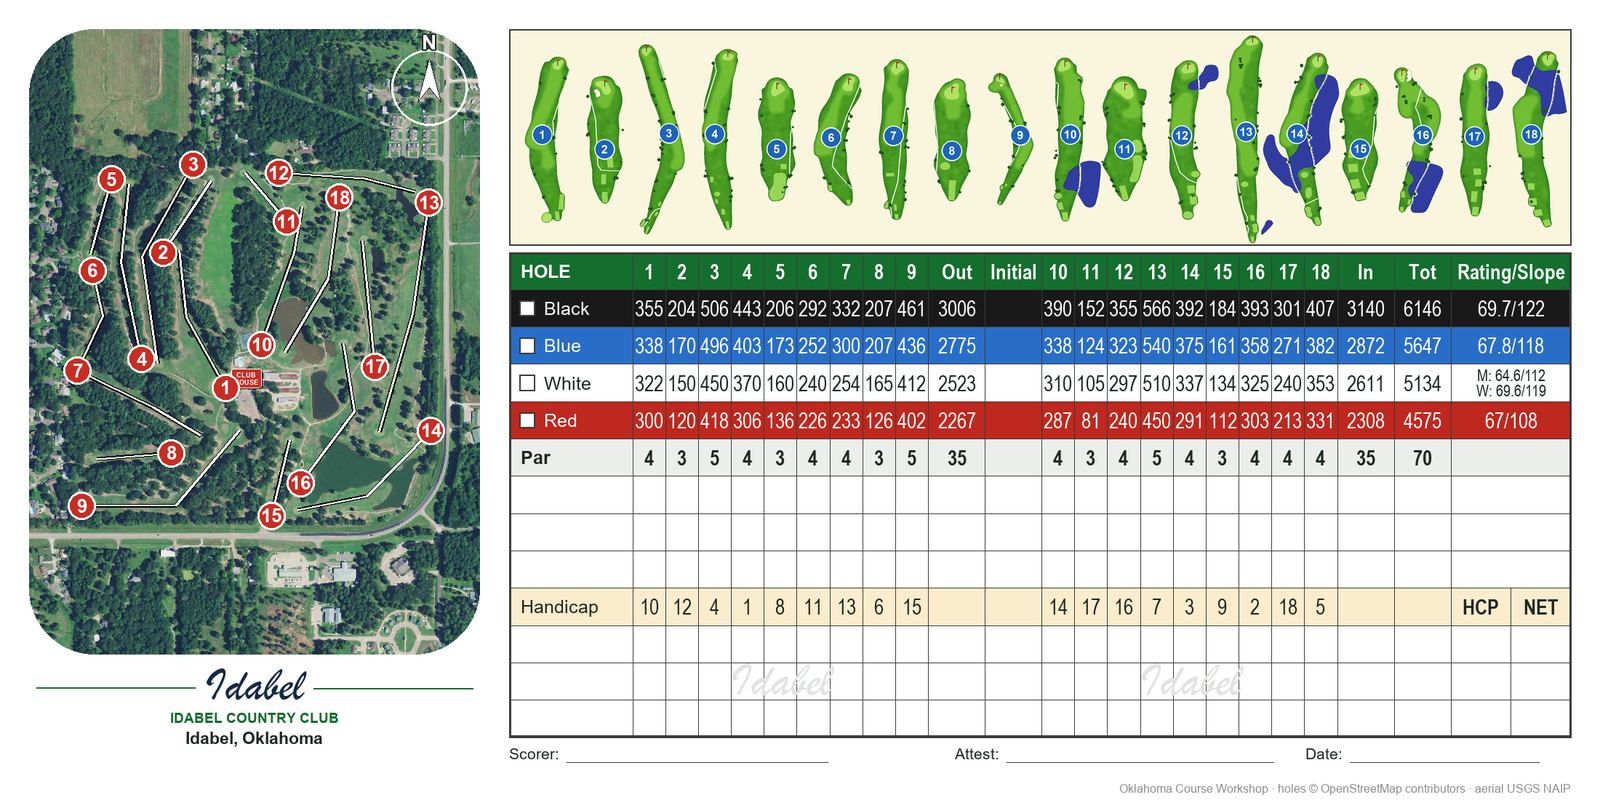 N
3
5
12
18
13
11
2
6
10
4
17
7
CLUB HOUSE
1
14
8
16
9
15
Idabel
IDABEL COUNTRY CLUB
Idabel, Oklahoma
1 2 3 4 5 6 7 8 9 10 11 12 13 14 15 16 17 18
HOLE 1 2 3 4 5 6 7 8 9 Out Initial 10 11 12 13 14 15 16 17 18 In Tot Rating/Slope
Black 355 204 506 443 206 292 332 207 461 3006 390 152 355 566 392 184 393 301 407 3140 6146 69.7/122
Blue 338 170 496 403 173 252 300 207 436 2775 338 124 323 540 375 161 358 271 382 2872 5647 67.8/118
White 322 150 450 370 160 240 254 165 412 2523 310 105 297 510 337 134 325 240 353 2611 5134 M: 64.6/112
W: 69.6/119
Red 300 120 418 306 136 226 233 126 402 2267 287 81 240 450 291 112 303 213 331 2308 4575 67/108
Par 4 3 5 4 3 4 4 3 5 35 4 3 4 5 4 3 4 4 4 35 70
Handicap 10 12 4 1 8 11 13 6 15 14 17 16 7 3 9 2 18 5 HCP NET
Idabel Idabel
Scorer: Attest: Date:
Oklahoma Course Workshop · holes © OpenStreetMap contributors · aerial USGS NAIP